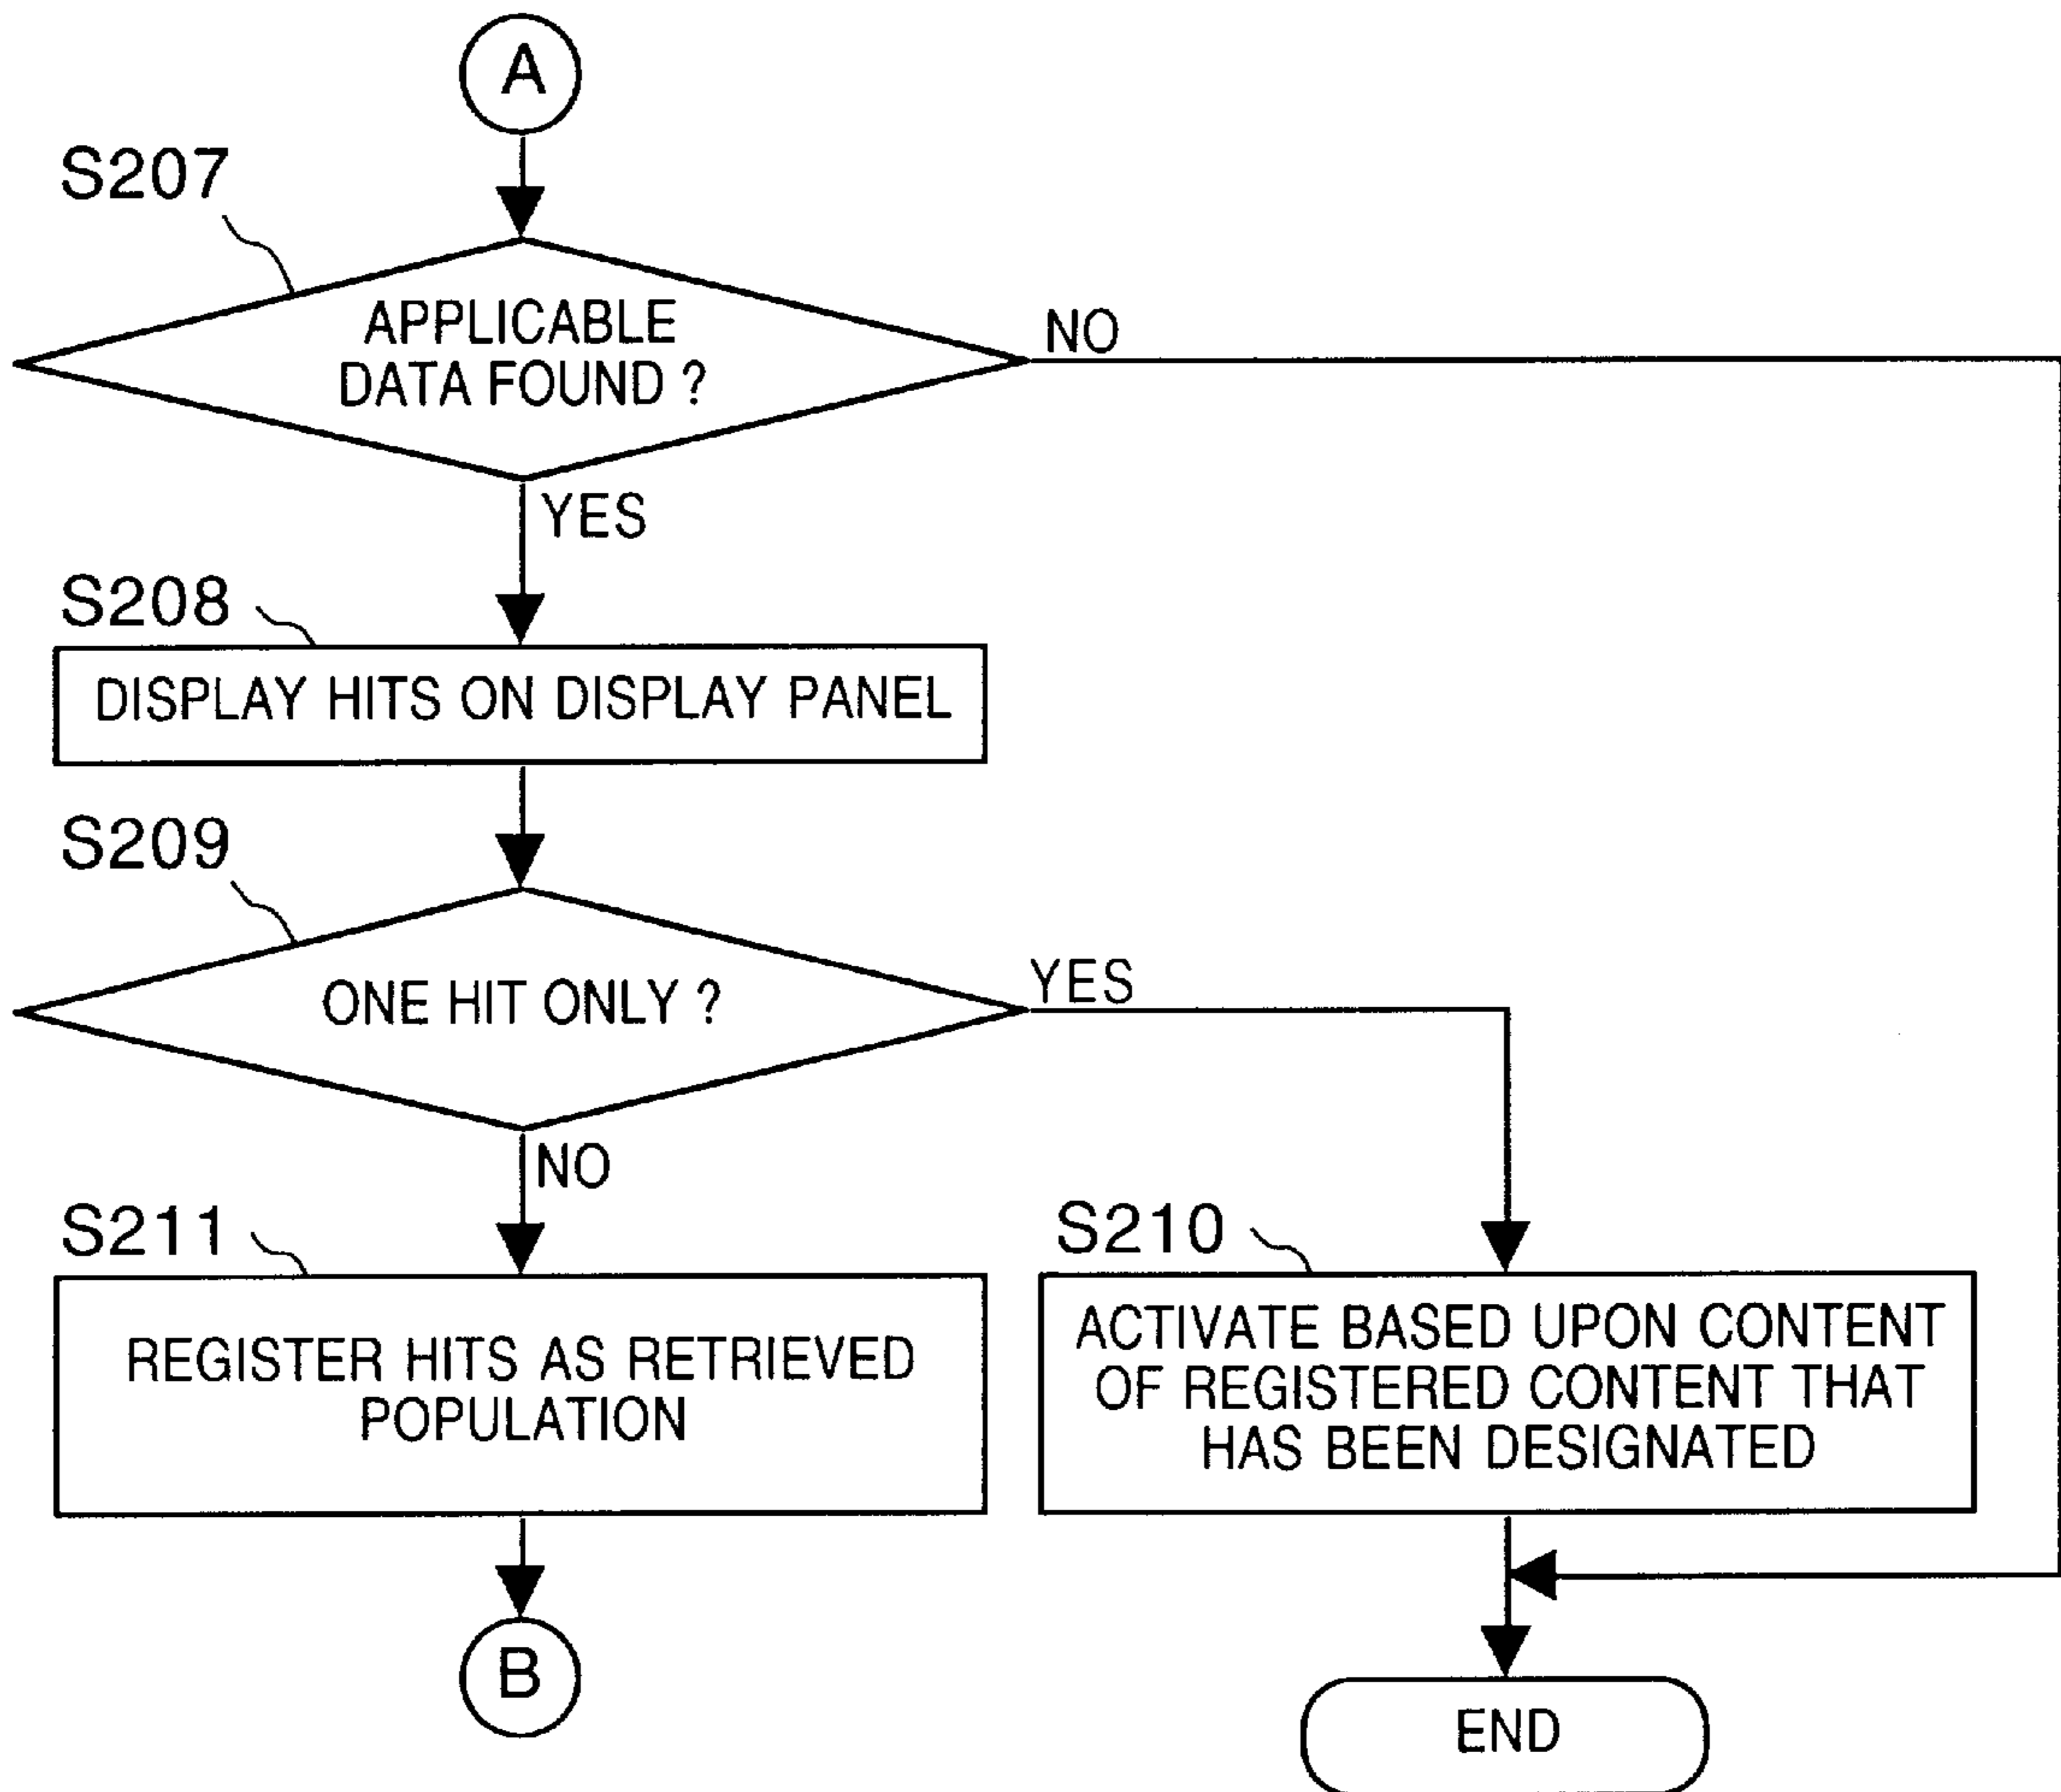 A
S207
APPLICABLE
DATA FOUND ?
NO
YES
S208
DISPLAY HITS ON DISPLAY PANEL
S209
ONE HIT ONLY ?
YES
NO
S211
REGISTER HITS AS RETRIEVED
POPULATION
S210
ACTIVATE BASED UPON CONTENT
OF REGISTERED CONTENT THAT
HAS BEEN DESIGNATED
B
END